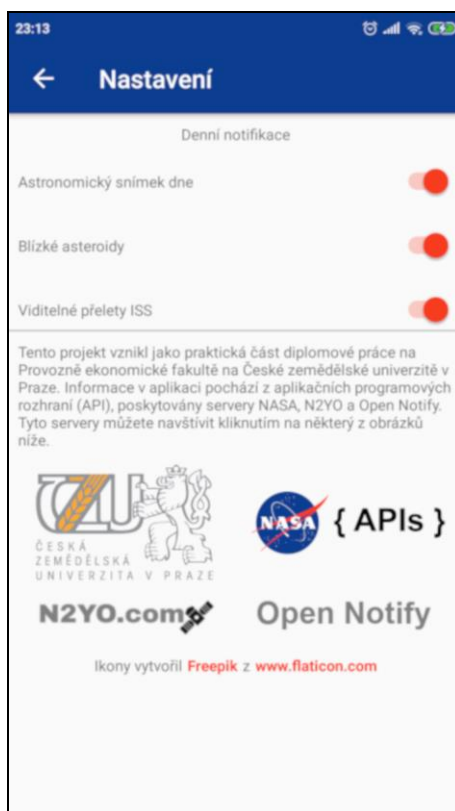 23:13
Nastavení
Denní notifikace
Astronomický snímek dne
Blízké asteroidy
Viditelné přelety ISS
Tento projekt vznikl jako praktická část diplomové práce na
Provozně ekonomické fakultě na České zemědělské univerzitě v
Praze. Informace v aplikaci pochází z aplikačních programových
rozhraní (API), poskytovány servery NASA, N2YO a Open Notify.
Tyto servery můžete navštívit kliknutím na některý z obrázků
níže.
ČZU
ČESKÁ
ZEMĚDĚLSKÁ
UNIVERZITA V PRAZE
NASA { APIs }
N2YO.com
Open Notify
Ikony vytvořil Freepik z www.flaticon.com